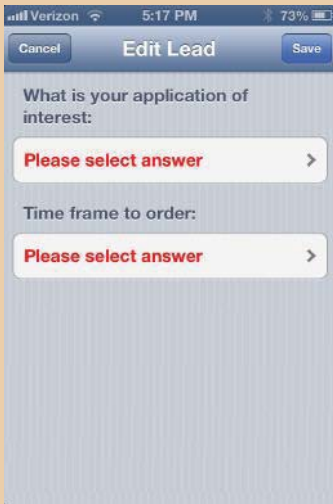 Verizon 5:17 PM 73%
Cancel Edit Lead Save
What is your application of
interest:
Please select answer
Time frame to order:
Please select answer